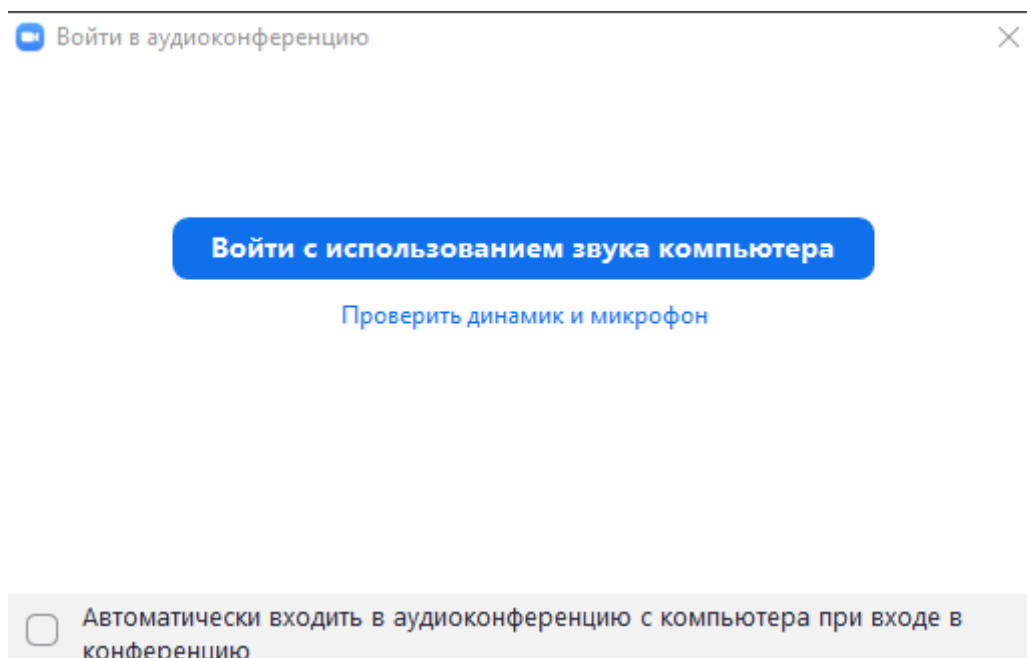 Войти в аудиоконференцию
Войти с использованием звука компьютера
Проверить динамик и микрофон
Автоматически входить в аудиоконференцию с компьютера при входе в
конференцию